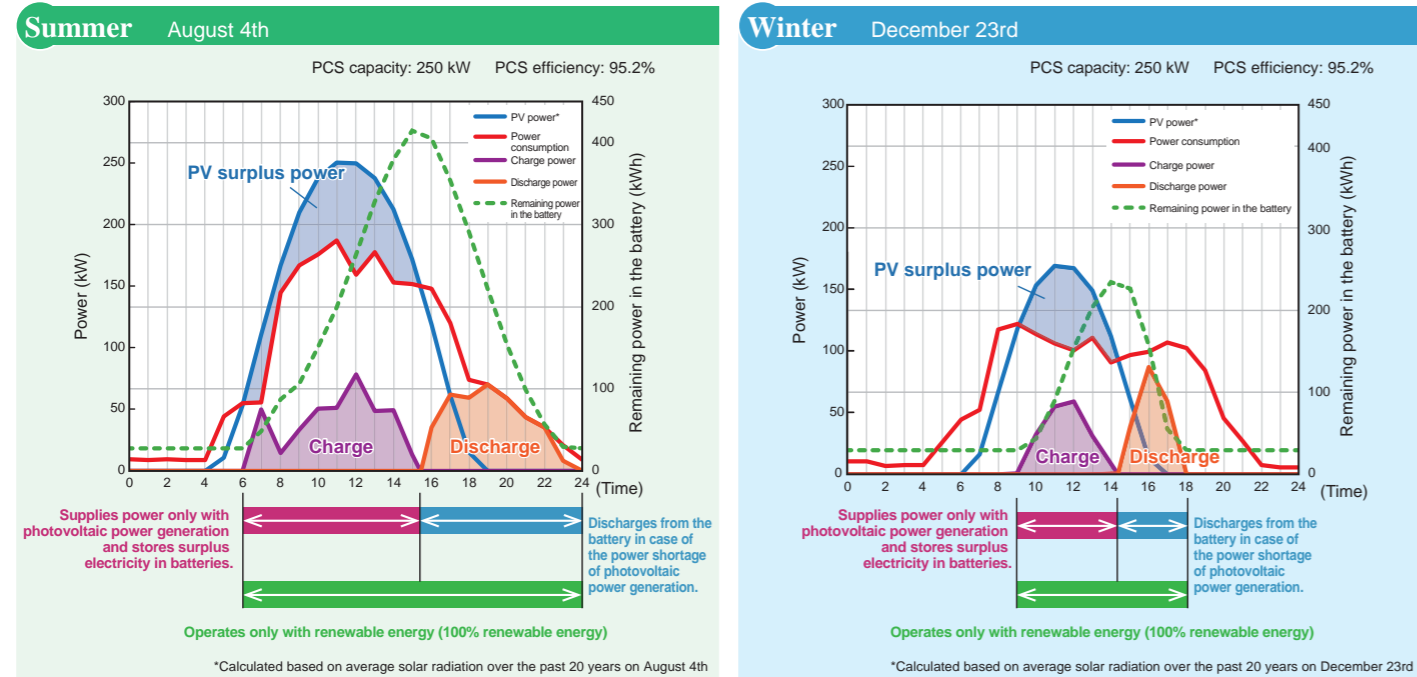 Summer August 4th
PCS capacity: 250 kW PCS efficiency: 95.2%
300
250
200
150
100
50
0
Power (kW)
450
400
300
200
100
0
Remaining power in the battery (kWh)
PV power*
Power
consumption
Charge power
Discharge power
Remaining power
in the battery
PV surplus power
Charge
Discharge
0 2 4 6 8 10 12 14 16 18 20 22 24
(Time)
Supplies power only with
photovoltaic power generation
and stores surplus
electricity in batteries.
Discharges from the
battery in case of
the power shortage
of photovoltaic
power generation.
Operates only with renewable energy (100% renewable energy)
*Calculated based on average solar radiation over the past 20 years on August 4th
Winter December 23rd
PCS capacity: 250 kW PCS efficiency: 95.2%
300
250
200
150
100
50
0
Power (kW)
450
400
300
200
100
0
Remaining power in the battery (kWh)
PV power*
Power consumption
Charge power
Discharge power
Remaining power in the battery
PV surplus power
Charge
Discharge
0 2 4 6 8 10 12 14 16 18 20 22 24
(Time)
Supplies power only with
photovoltaic power generation
and stores surplus
electricity in batteries.
Discharges from the
battery in case of
the power shortage
of photovoltaic
power generation.
Operates only with renewable energy (100% renewable energy)
*Calculated based on average solar radiation over the past 20 years on December 23rd